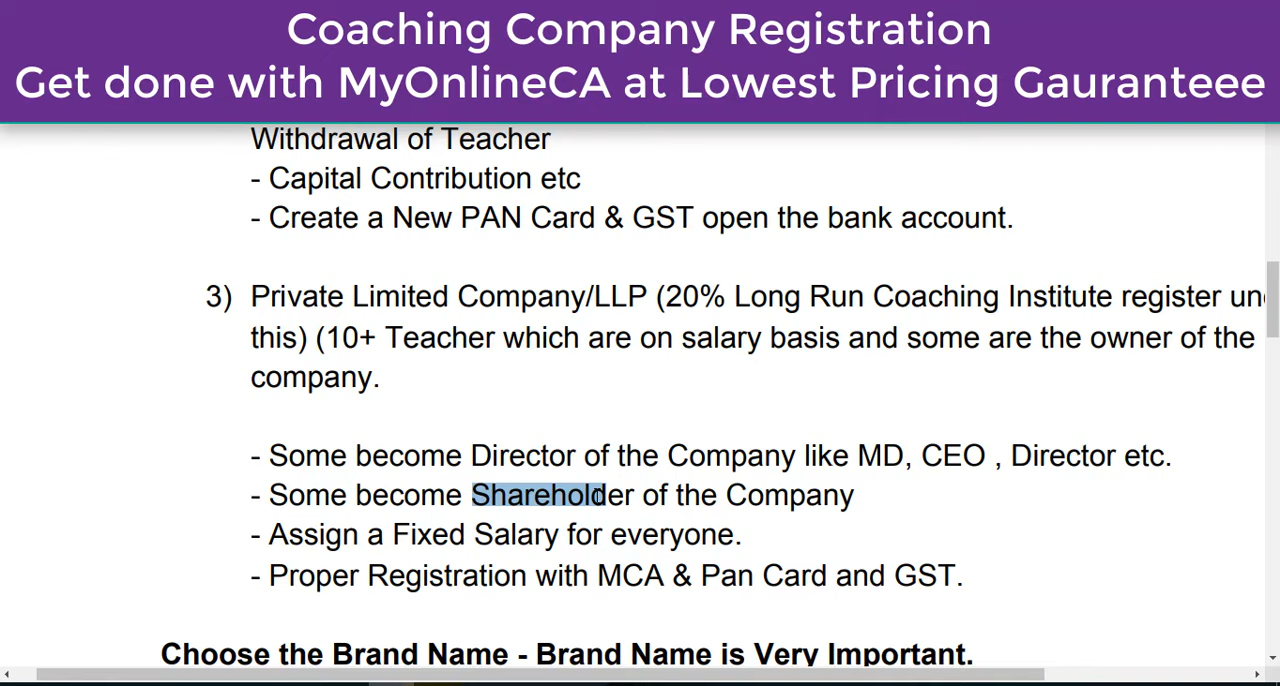 Coaching Company Registration
Get done with MyOnlineCA at Lowest Pricing Gauranteee
Withdrawal of Teacher
- Capital Contribution etc
- Create a New PAN Card & GST open the bank account.
3) Private Limited Company/LLP (20% Long Run Coaching Institute register
this) (10+ Teacher which are on salary basis and some are the owner of the
company.
- Some become Director of the Company like MD, CEO , Director etc.
- Some become Shareholder of the Company
- Assign a Fixed Salary for everyone.
- Proper Registration with MCA & Pan Card and GST.
Choose the Brand Name - Brand Name is Very Important.